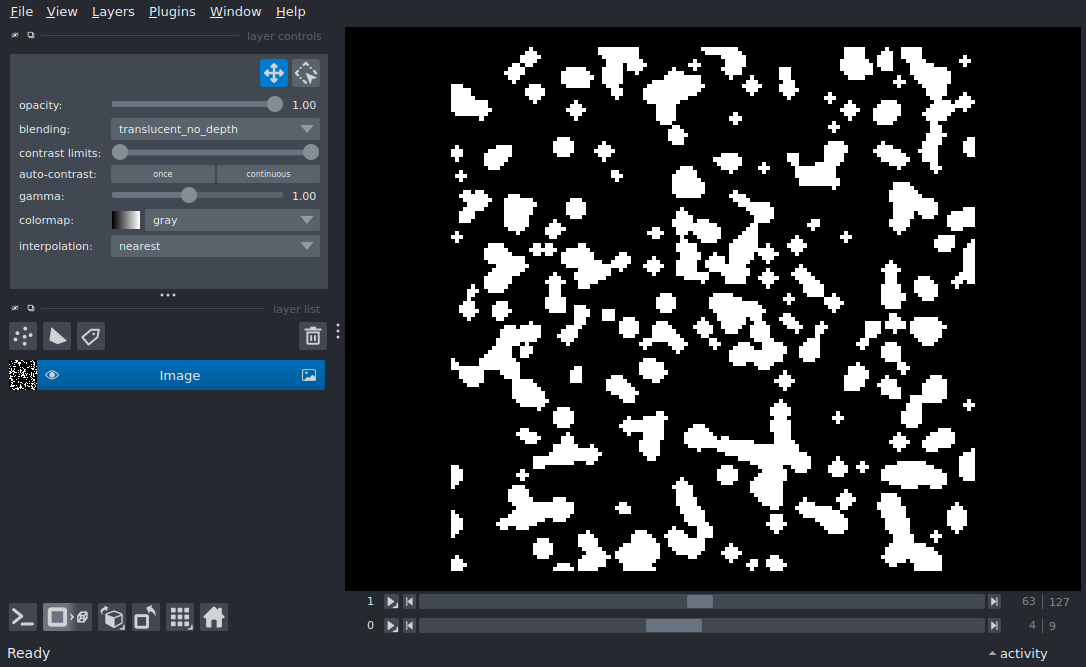 File View Layers Plugins Window Help
layer controls
opacity: 1.00
blending: translucent_no_depth
contrast limits:
auto-contrast: once continuous
gamma: 1.00
colormap: gray
interpolation: nearest
layer list
Image
1 63 127
0 4 9
Ready activity